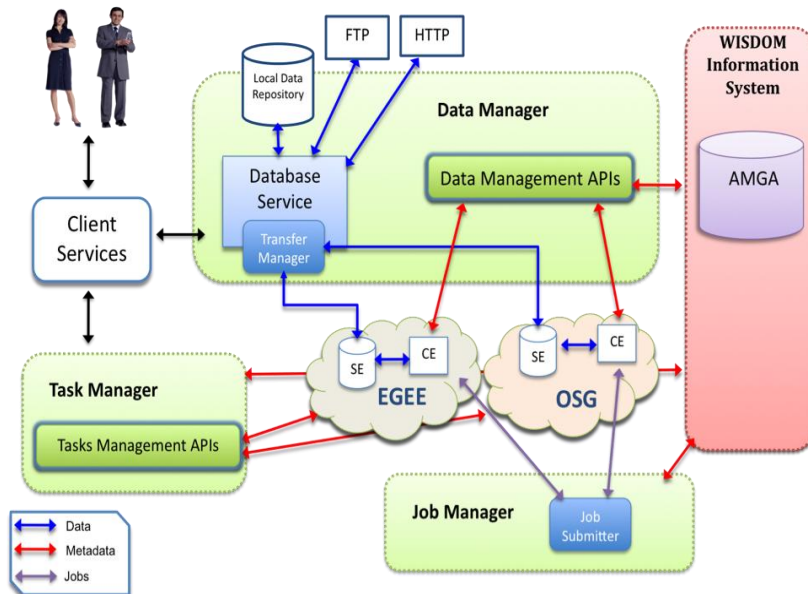 FTP
HTTP
WISDOM
Information
System
Local Data
Repository
Data Manager
Database
Service
Data Management APIs
AMGA
Client
Services
Transfer
Manager
SE
CE
EGEE
SE
CE
OSG
Task Manager
Tasks Management APIs
Job Manager
Job
Submitter
Data
Metadata
Jobs